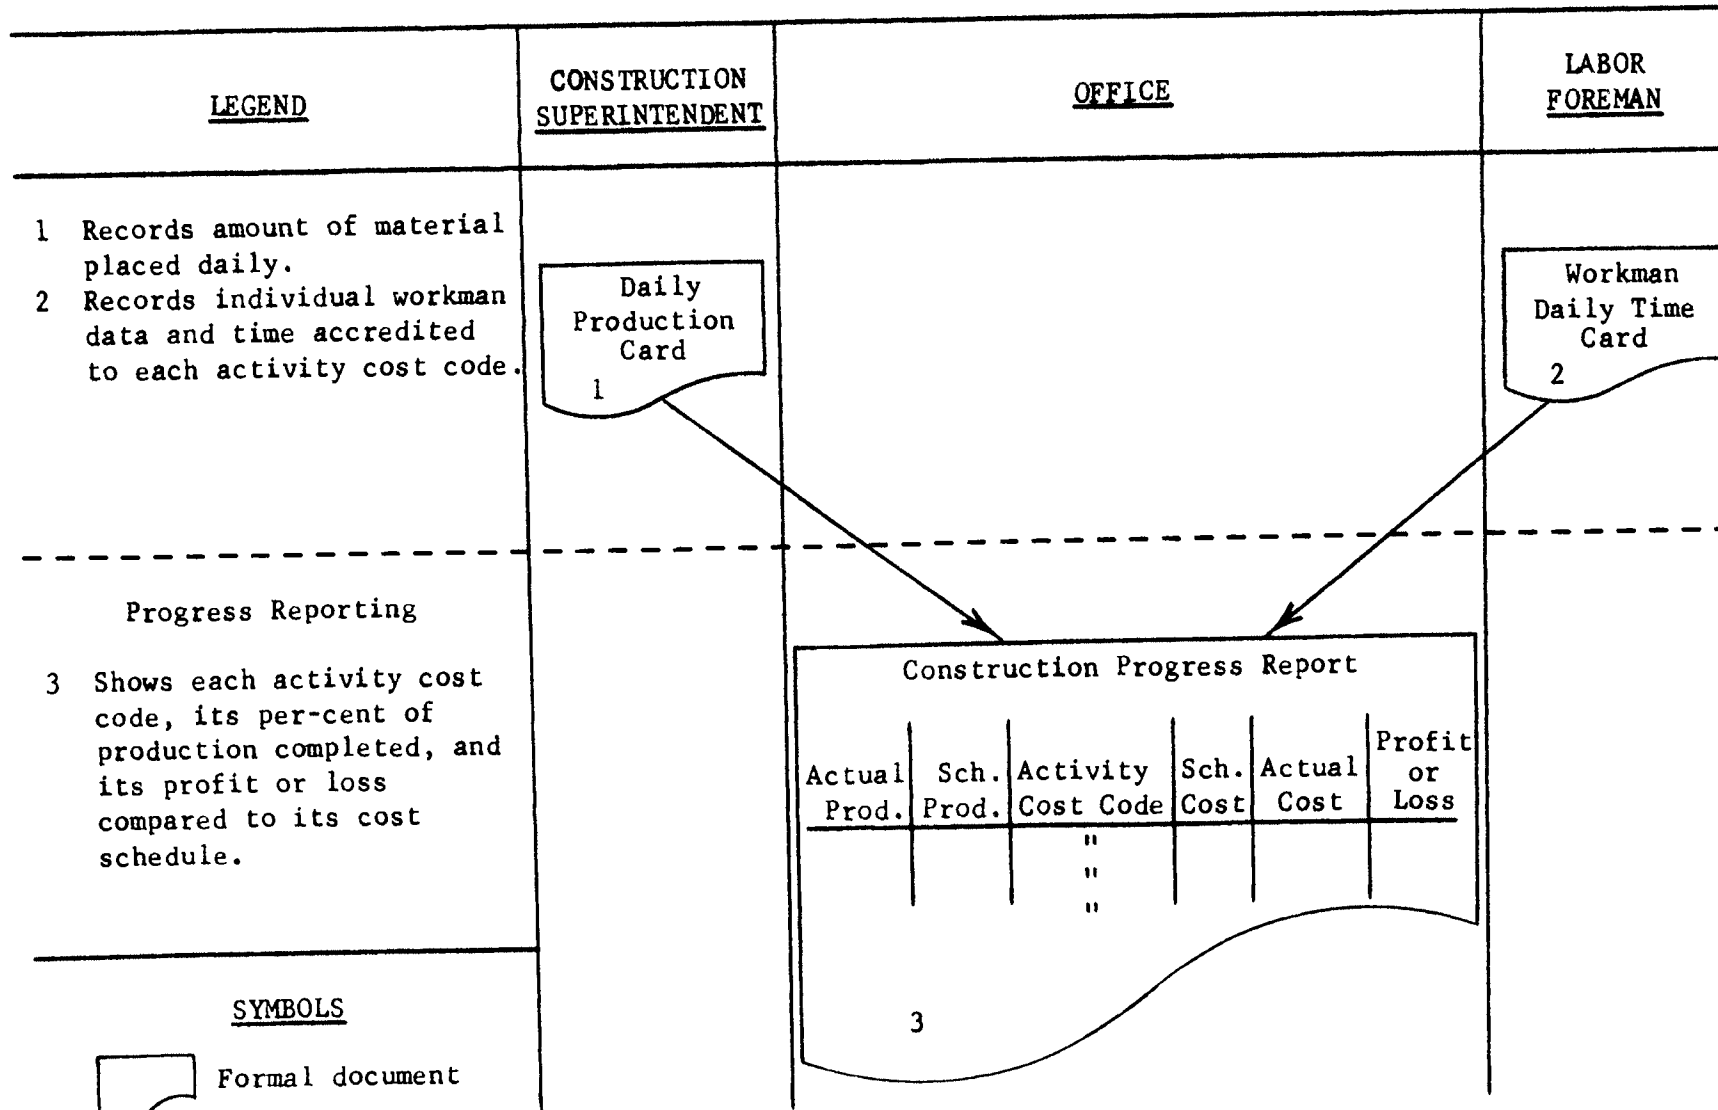 LEGEND
CONSTRUCTION
SUPERINTENDENT
OFFICE
LABOR
FOREMAN
1 Records amount of material
placed daily.
2 Records individual workman
data and time accredited
to each activity cost code.
Daily
Production
Card
1
Workman
Daily Time
Card
2
Progress Reporting
3 Shows each activity cost
code, its per-cent of
production completed, and
its profit or loss
compared to its cost
schedule.
Construction Progress Report
Actual
Prod.
Sch.
Prod.
Activity
Cost Code
Sch.
Cost
Actual
Cost
Profit
or
Loss
"
"
"
3
SYMBOLS
Formal document